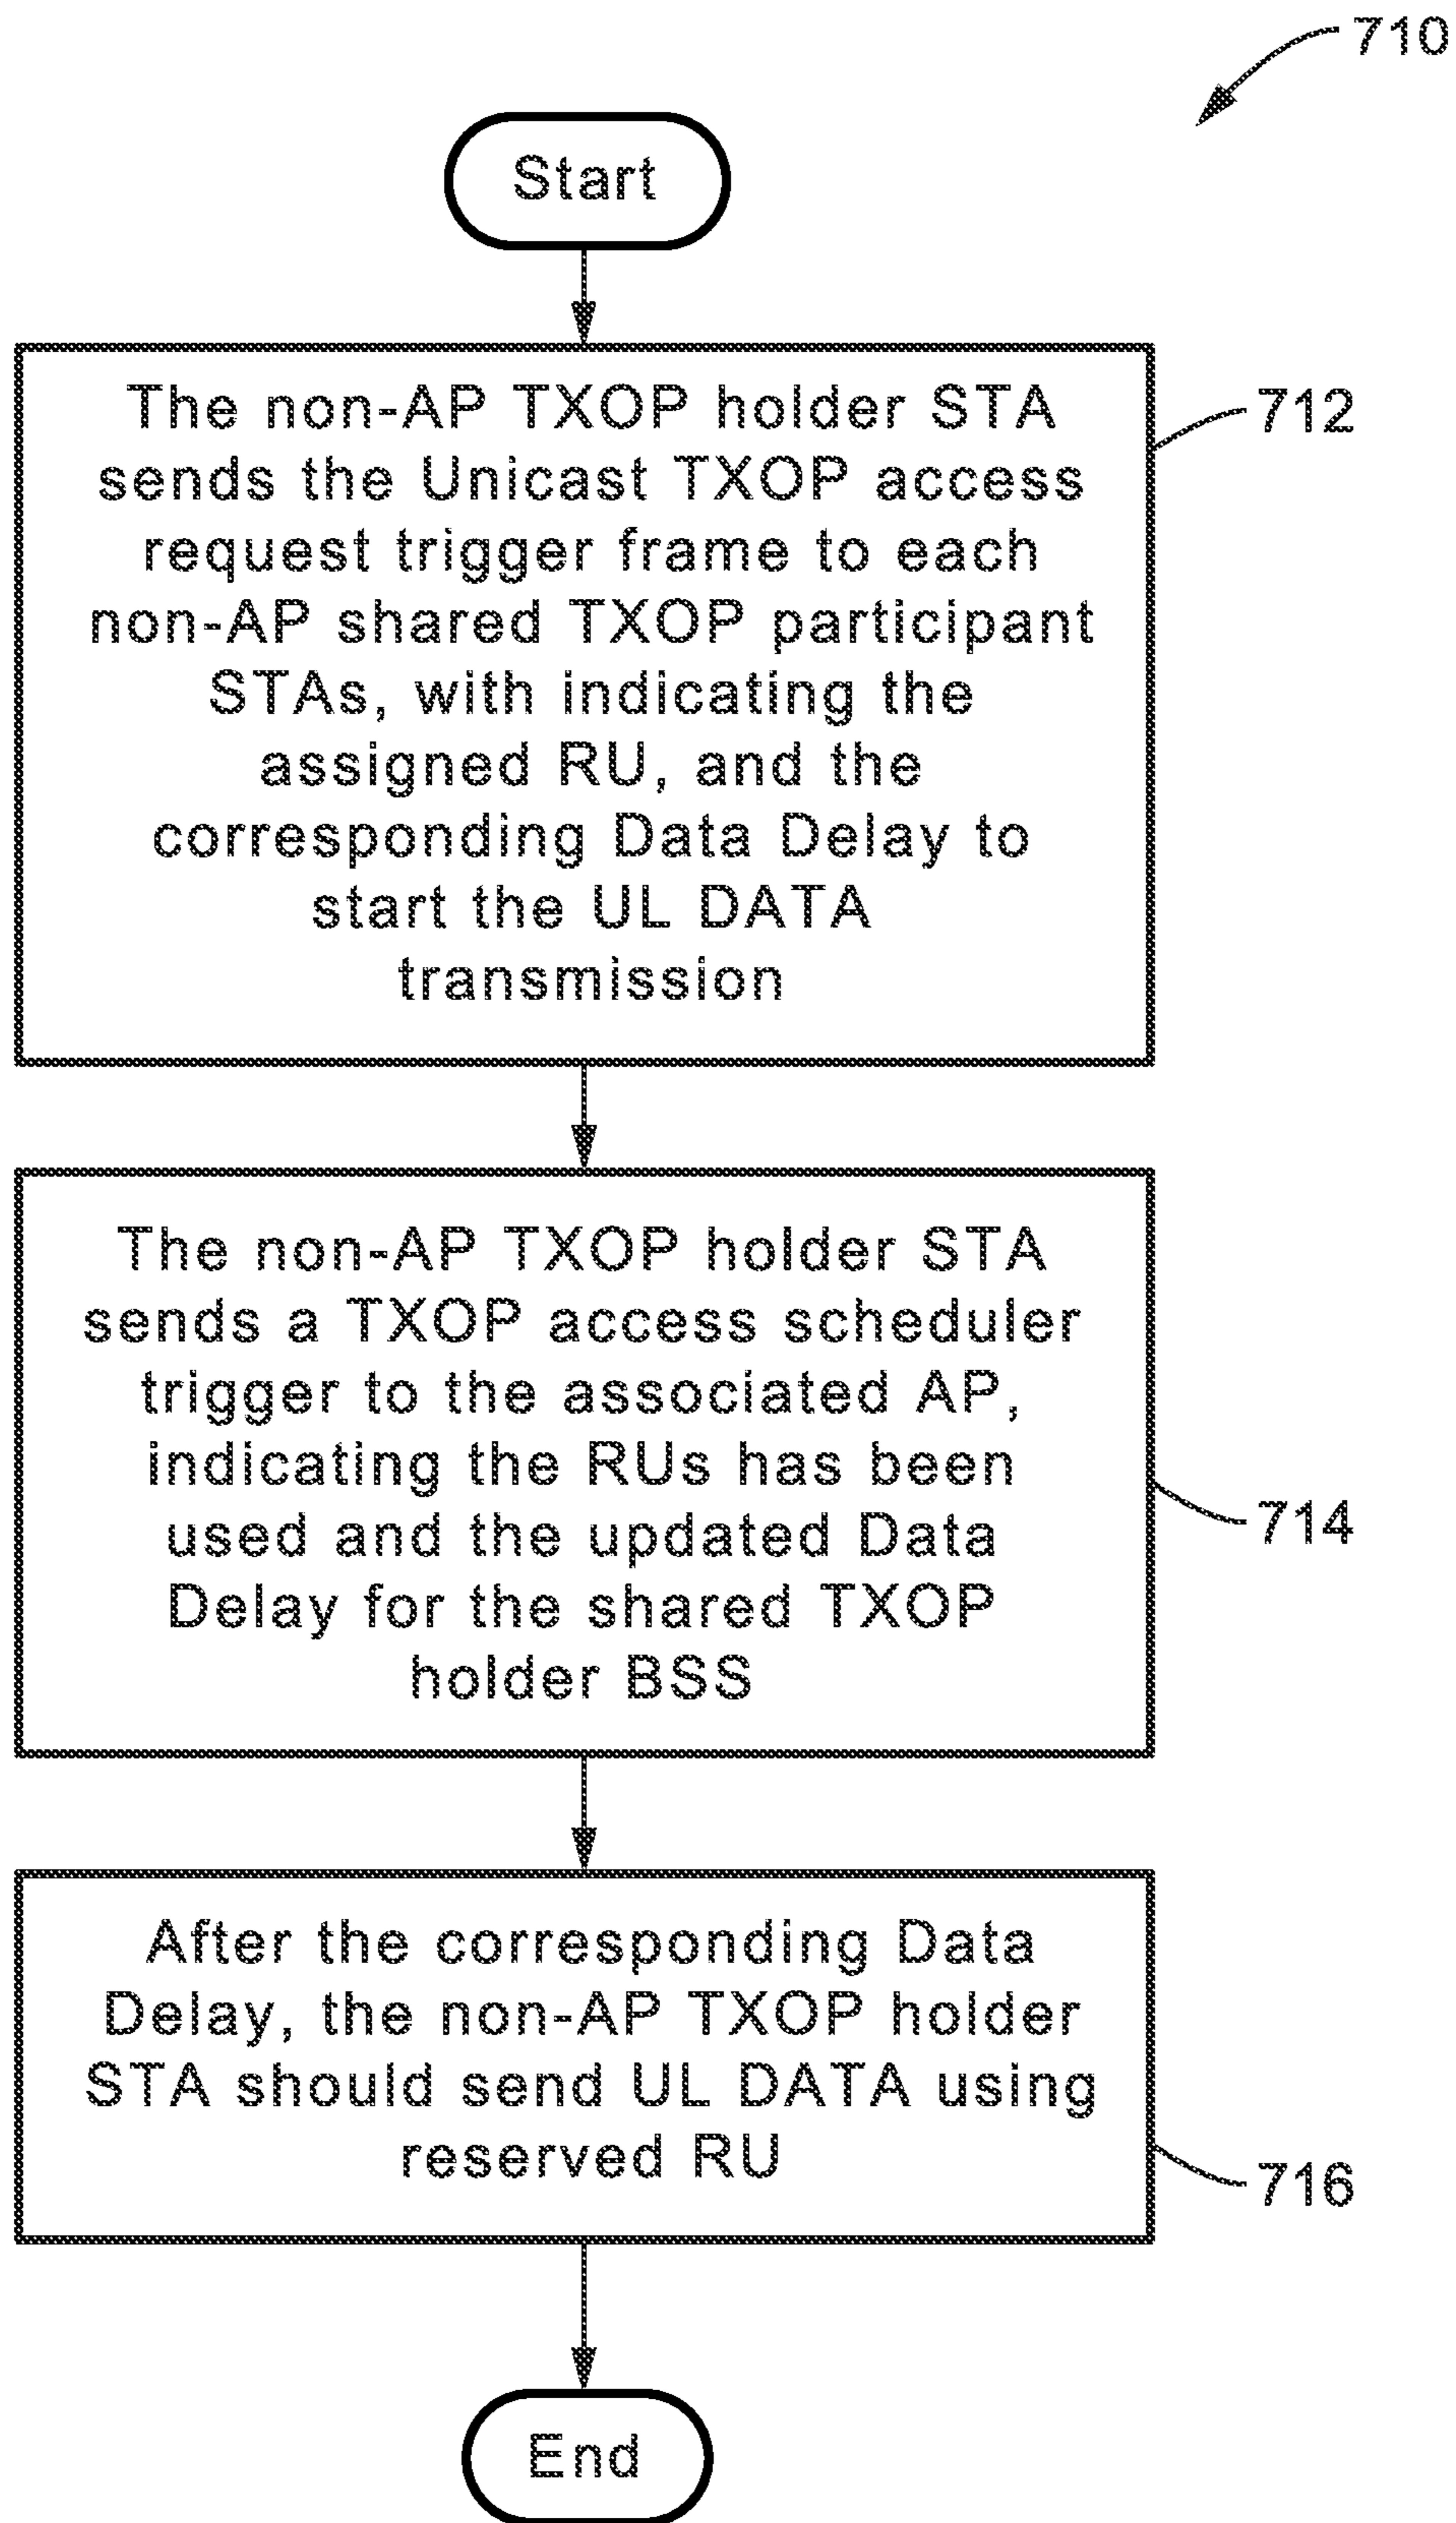 710
Start
The non-AP TXOP holder STA
sends the Unicast TXOP access
request trigger frame to each
non-AP shared TXOP participant
STAs, with indicating the
assigned RU, and the
corresponding Data Delay to
start the UL DATA
transmission
712
The non-AP TXOP holder STA
sends a TXOP access scheduler
trigger to the associated AP,
indicating the RUs has been
used and the updated Data
Delay for the shared TXOP
holder BSS
714
After the corresponding Data
Delay, the non-AP TXOP holder
STA should send UL DATA using
reserved RU
716
End